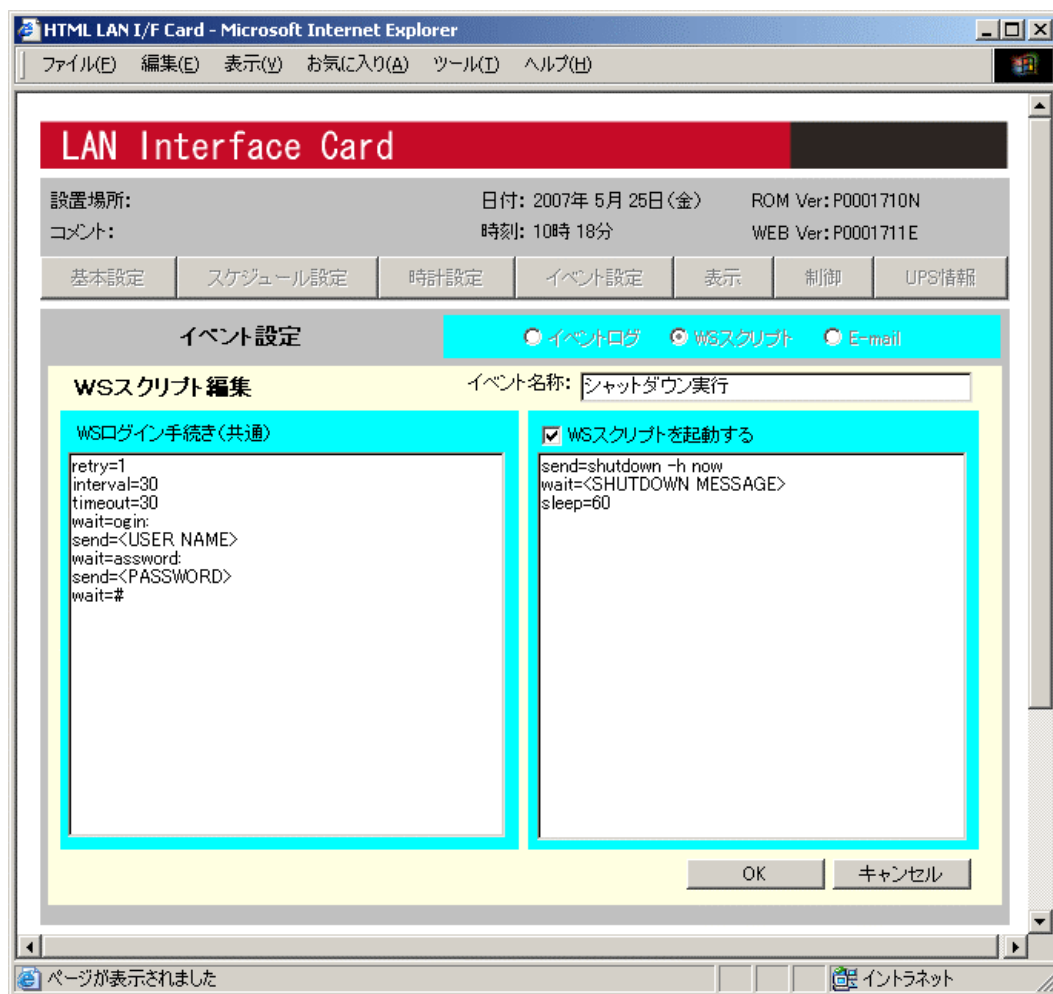 HTML LAN I/F Card - Microsoft Internet Explorer
ファイル(F) 編集(E) 表示(V) お気に入り(A) ツール(T) ヘルプ(H)
LAN Interface Card
設置場所: 日付: 2007年 5月 25日(金) ROM Ver: P0001710N
コメント: 時刻: 10時 18分 WEB Ver: P0001711E
基本設定 スケジュール設定 時計設定 イベント設定 表示 制御 UPS情報
イベント設定 イベントログ WSスクリプト E-mail
WSスクリプト編集 イベント名称: シャットダウン実行
WSログイン手続き(共通)
retry=1
interval=30
timeout=30
wait=ogin:
send=<USER NAME>
wait=assword:
send=<PASSWORD>
wait=#
WSスクリプトを起動する
send=shutdown -h now
wait=<SHUTDOWN MESSAGE>
sleep=60
OK キャンセル
ページが表示されました イントラネット